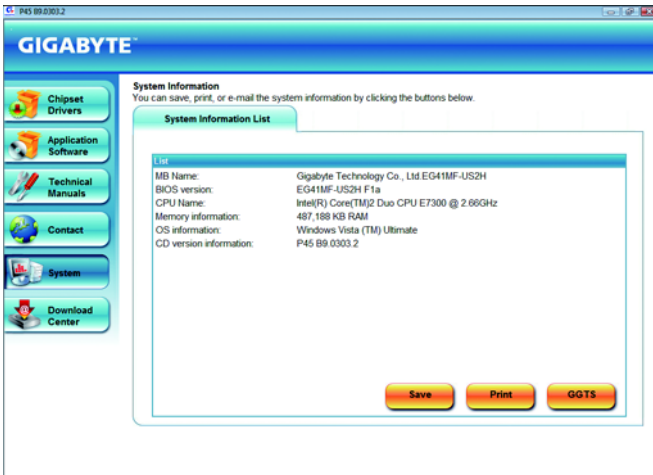 P45 B9.0303.2
GIGABYTE™
Chipset
Drivers
Application
Software
Technical
Manuals
Contact
System
Download
Center
System Information
You can save, print, or e-mail the system information by clicking the buttons below.
System Information List
List
MB Name: Gigabyte Technology Co., Ltd.EG41MF-US2H
BIOS version: EG41MF-US2H F1a
CPU Name: Intel(R) Core(TM)2 Duo CPU E7300 @ 2.66GHz
Memory information: 487,188 KB RAM
OS information: Windows Vista (TM) Ultimate
CD version information: P45 B9.0303.2
Save Print GGTS